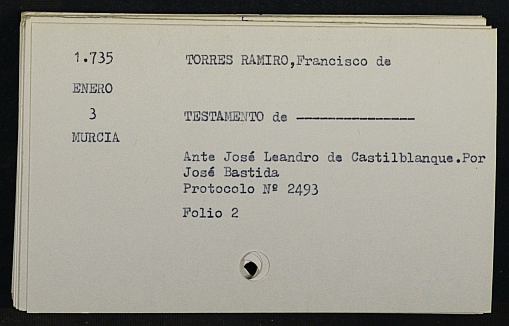 1.735 TORRES RAMIRO,Francisco de
ENERO
3 TESTAMENTO de ---------------
MURCIA
Ante José Leandro de Castilblanque.Por
José Bastida
Protocolo Nº 2493
Folio 2